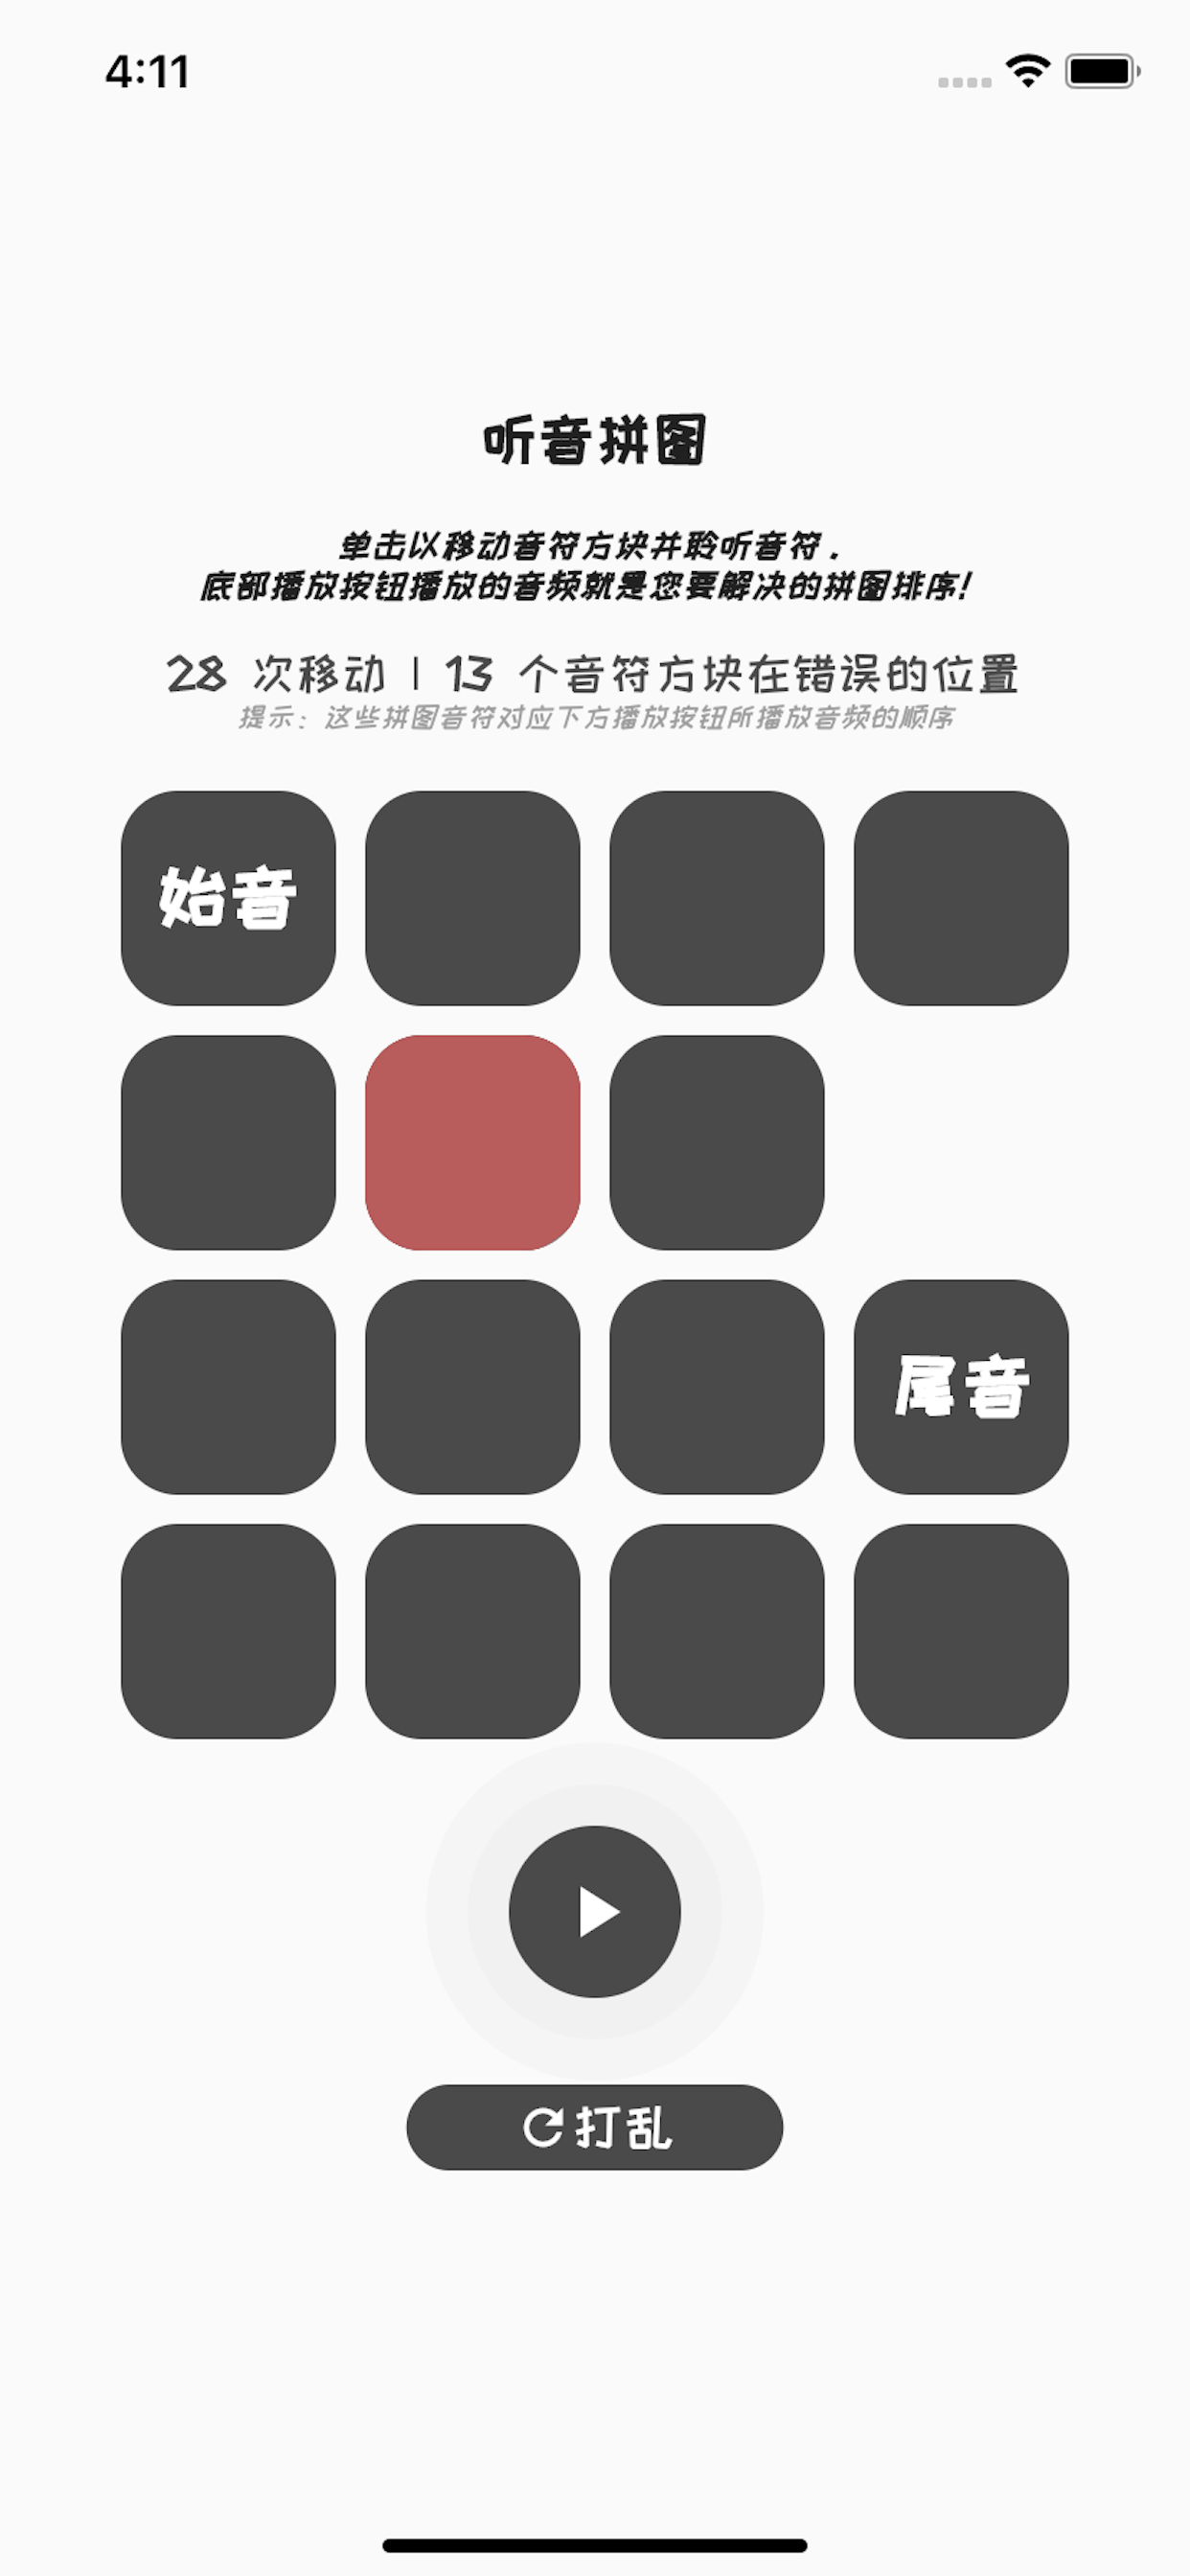 4:11
听音拼图
单击以移动音符方块并聆听音符.
底部播放按钮播放的音频就是您要解决的拼图排序!
28 次移动 | 13 个音符方块在错误的位置
提示: 这些拼图音符对应下方播放按钮所播放音频的顺序
始音
尾音
打乱